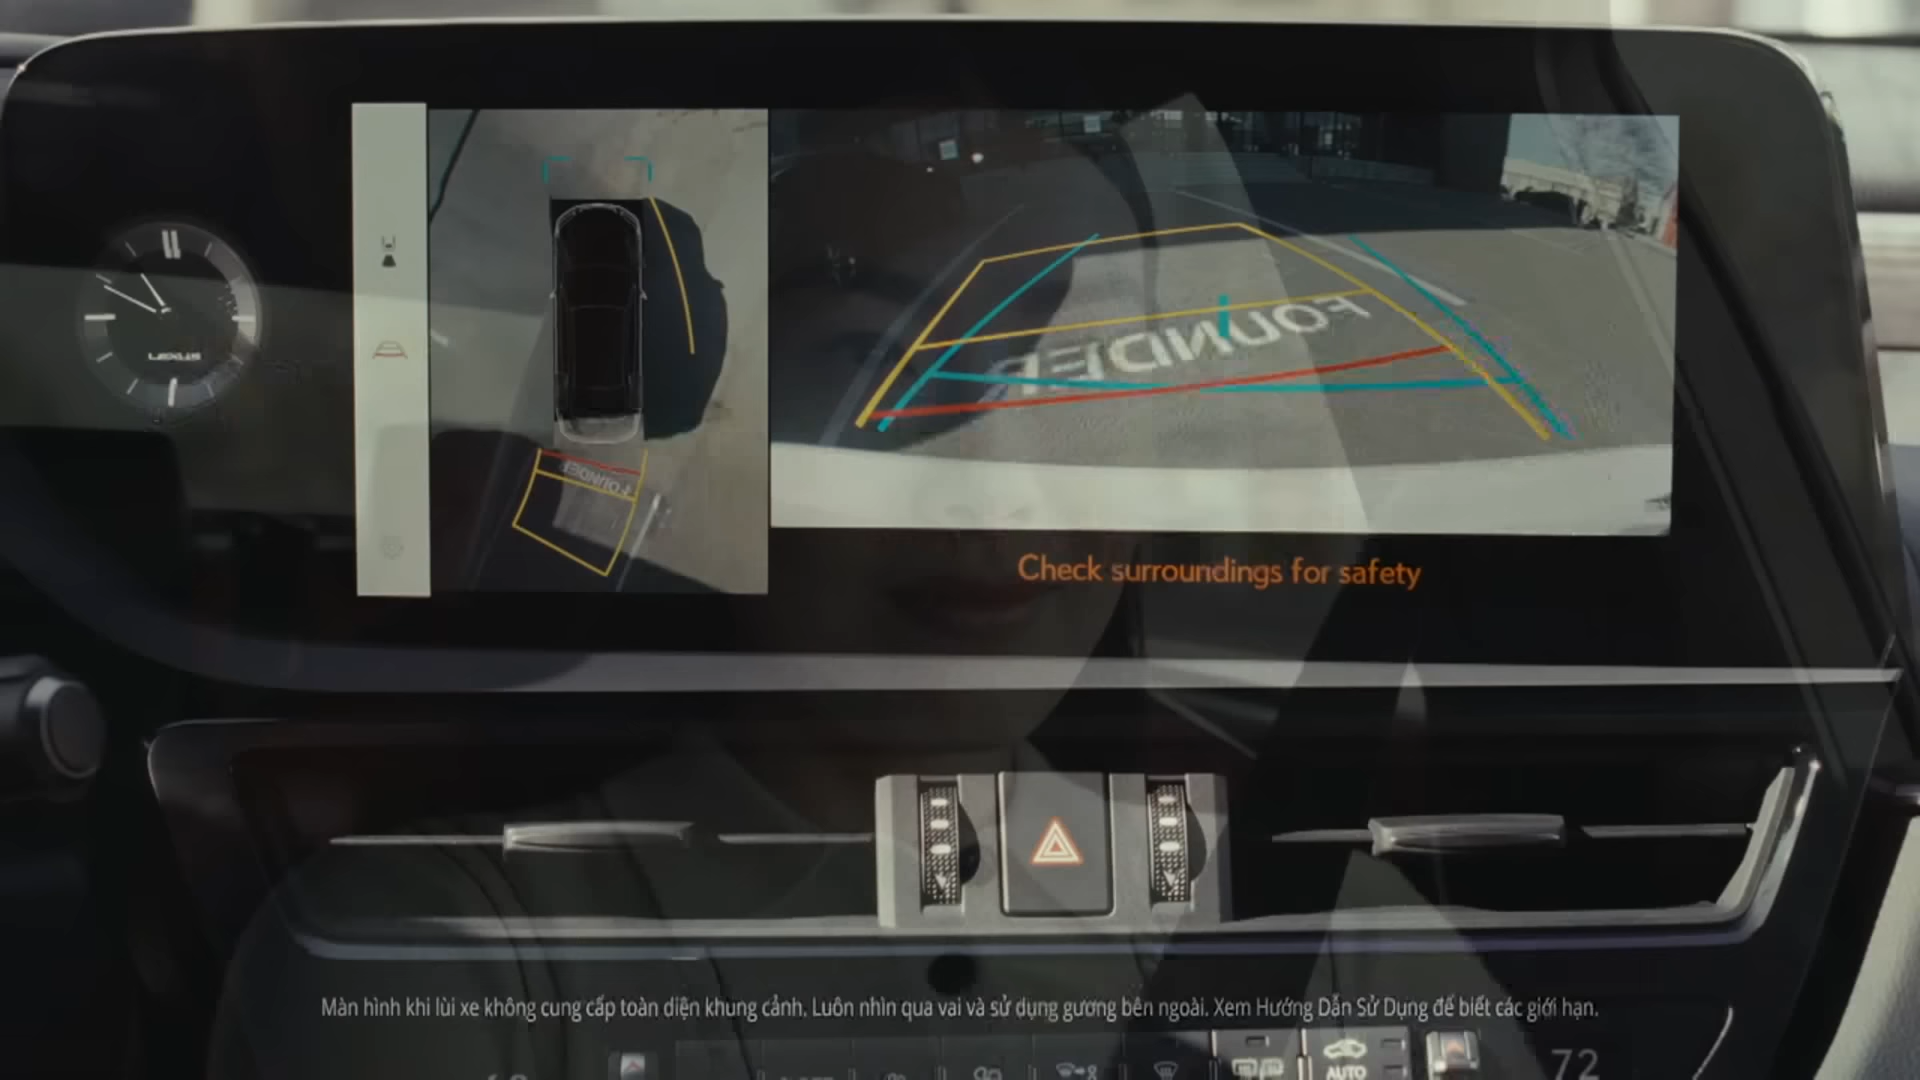 LEXUS
FOUNDER
FOUNDER
Check surroundings for safety
Màn hình khi lùi xe không cung cấp toàn diện khung cảnh. Luôn nhìn qua vai và sử dụng gương bên ngoài. Xem Hướng Dẫn Sử Dụng để biết các giới hạn.
72
AUTO